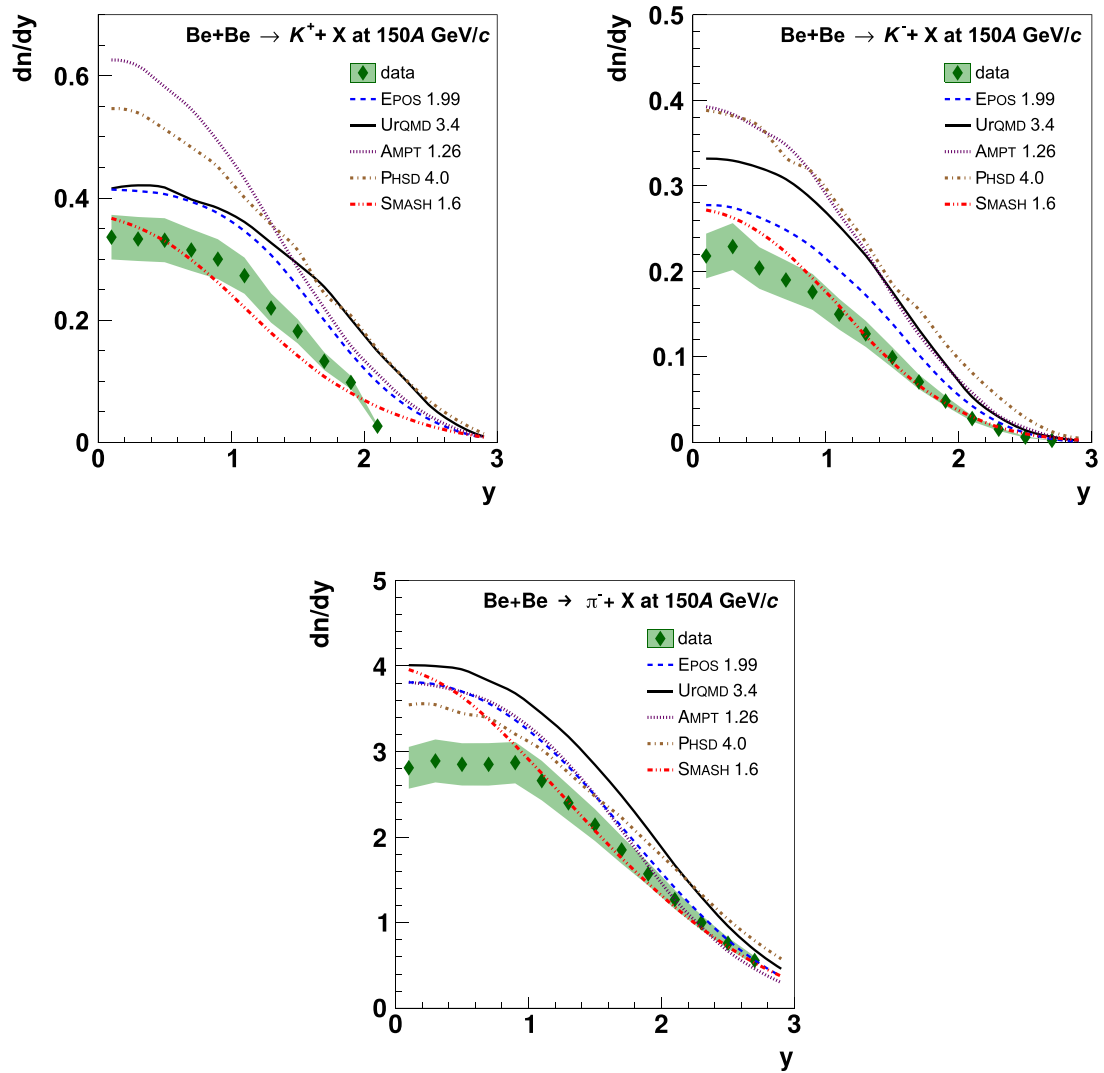 Be+Be → K⁺+ X at 150A GeV/c
dn/dy
data
EPOS 1.99
URQMD 3.4
AMPT 1.26
PHSD 4.0
SMASH 1.6
0.6
0.4
0.2
0
0 1 2 3
y
Be+Be → K⁻+ X at 150A GeV/c
dn/dy
data
EPOS 1.99
URQMD 3.4
AMPT 1.26
PHSD 4.0
SMASH 1.6
0.5
0.4
0.3
0.2
0.1
0
0 1 2 3
y
Be+Be → π⁻+ X at 150A GeV/c
dn/dy
data
EPOS 1.99
URQMD 3.4
AMPT 1.26
PHSD 4.0
SMASH 1.6
5
4
3
2
1
0
0 1 2 3
y